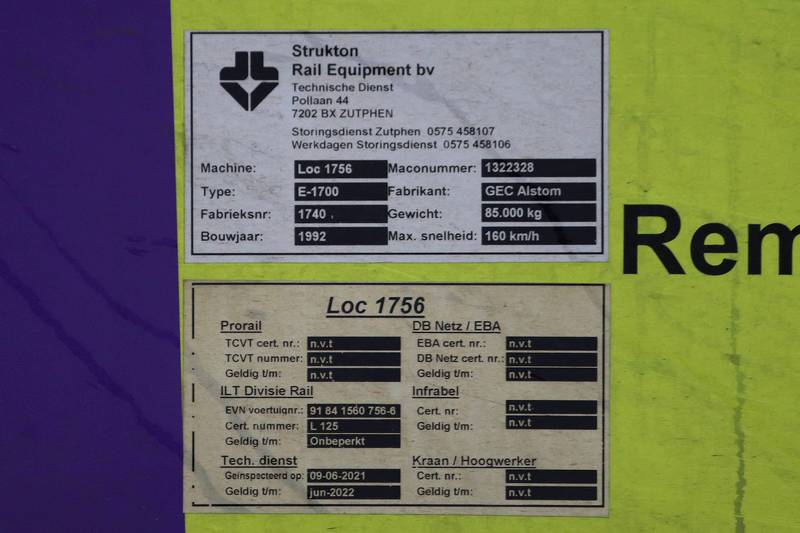 Strukton
Rail Equipment bv
Technische Dienst
Pollaan 44
7202 BX ZUTPHEN
Storingsdienst Zutphen 0575 458107
Werkdagen Storingsdienst 0575 458106
Machine: Loc 1756 Maconummer: 1322328
Type: E-1700 Fabrikant: GEC Alstom
Fabrieksnr: 1740 Gewicht: 85.000 kg
Bouwjaar: 1992 Max. snelheid: 160 km/h
Rem
Loc 1756
Prorail DB Netz / EBA
TCVT cert. nr.: n.v.t EBA cert. nr.: n.v.t
TCVT nummer: n.v.t DB Netz cert. nr.: n.v.t
Geldig t/m: n.v.t Geldig t/m: n.v.t
ILT Divisie Rail Infrabel
EVN voertuignr.: 91 84 1560 756-6 Cert. nr: n.v.t
Cert. nummer: L 125 Geldig t/m: n.v.t
Geldig t/m: Onbeperkt
Tech. dienst Kraan / Hoogwerker
Geïnspecteerd op: 09-06-2021 Cert. nr.: n.v.t
Geldig t/m: jun-2022 Geldig t/m: n.v.t